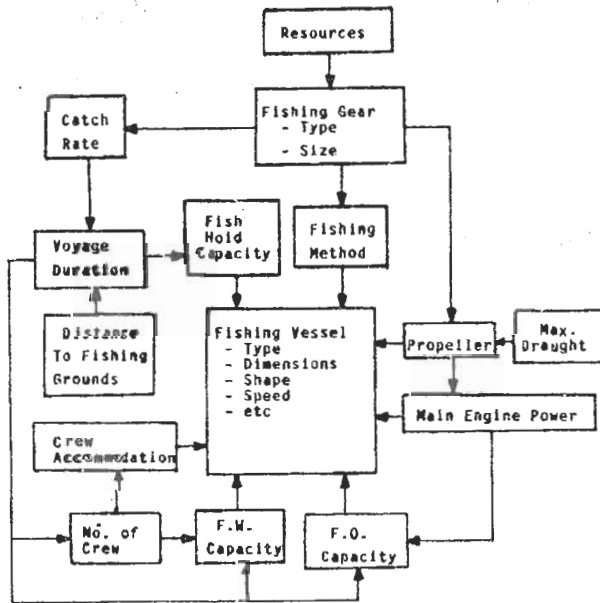 Resources
Fishing Gear
- Type
- Size
Catch
Rate
Fish
Hold
Capacity
Fishing
Method
Voyage
Duration
Distance
To Fishing
Grounds
Fishing Vessel
- Type
- Dimensions
- Shape
- Speed
- etc
Propeller
Max.
Draught
Main Engine Power
Crew
Accommodation
No. of
Crew
F.W.
Capacity
F.O.
Capacity